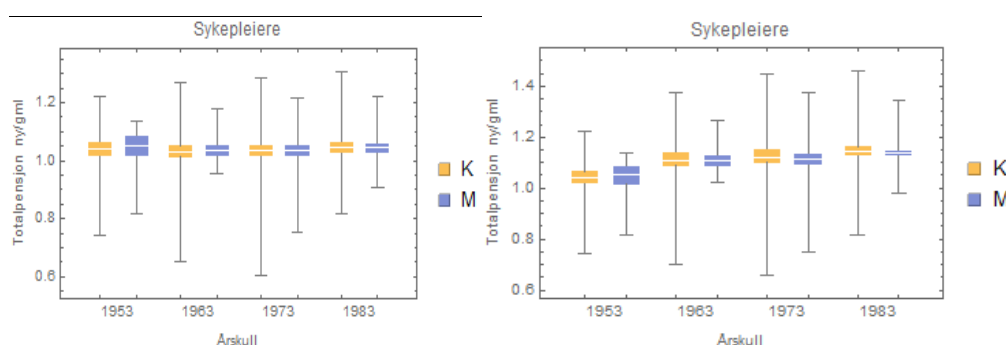 Sykepleiere
Totalpensjon ny/gml
1.2
1.0
0.8
0.6
1953 1963 1973 1983
Årskull
K
M
Sykepleiere
Totalpensjon ny/gml
1.4
1.2
1.0
0.8
0.6
1953 1963 1973 1983
Årskull
K
M